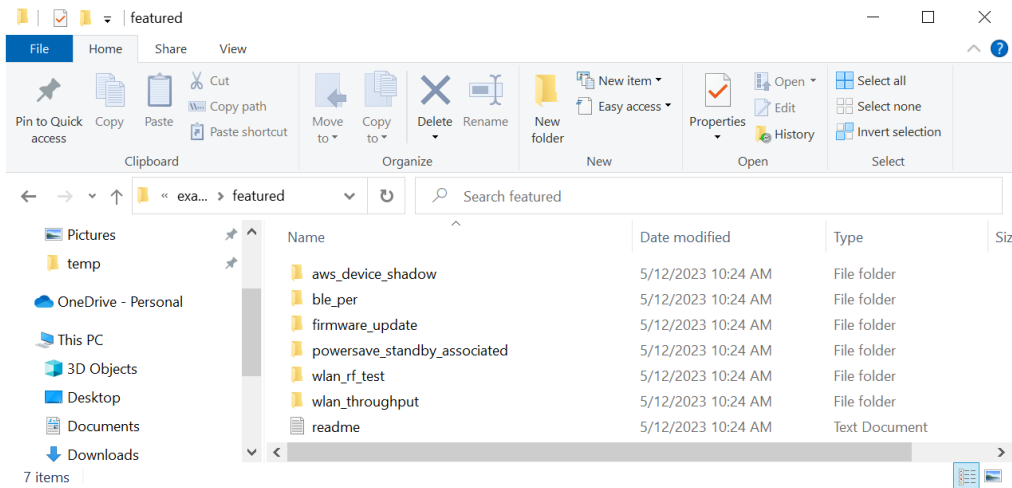 featured
File Home Share View
Pin to Quick access
Copy
Paste
Cut
Copy path
Paste shortcut
Clipboard
Move to
Copy to
Delete
Rename
Organize
New folder
New item
Easy access
New
Properties
Open
Edit
History
Open
Select all
Select none
Invert selection
Select
« exa... > featured
Search featured
Pictures
temp
OneDrive - Personal
This PC
3D Objects
Desktop
Documents
Downloads
Name Date modified Type Siz
aws_device_shadow 5/12/2023 10:24 AM File folder
ble_per 5/12/2023 10:24 AM File folder
firmware_update 5/12/2023 10:24 AM File folder
powersave_standby_associated 5/12/2023 10:24 AM File folder
wlan_rf_test 5/12/2023 10:24 AM File folder
wlan_throughput 5/12/2023 10:24 AM File folder
readme 5/12/2023 10:24 AM Text Document
7 items